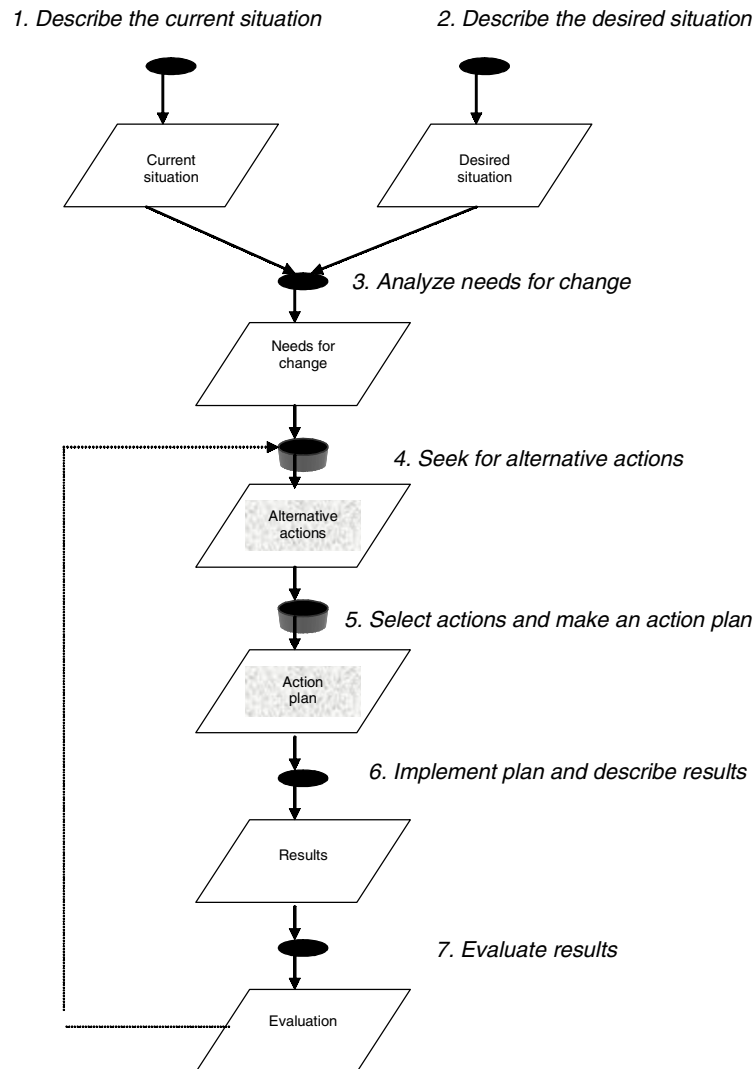 1. Describe the current situation
2. Describe the desired situation
Current
situation
Desired
situation
3. Analyze needs for change
Needs for
change
4. Seek for alternative actions
Alternative
actions
5. Select actions and make an action plan
Action
plan
6. Implement plan and describe results
Results
7. Evaluate results
Evaluation